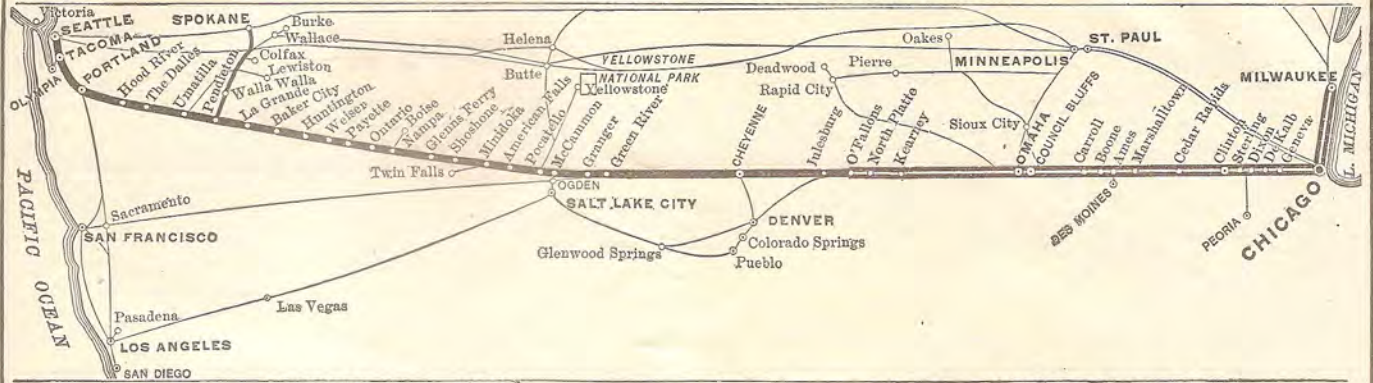 Victoria
SEATTLE
TACOMA
PORTLAND
OLYMPIA
Hood River
The Dalles
Umatilla
Pendleton
SPOKANE
Burke
Wallace
Colfax
Lewiston
Walla Walla
La Grande
Baker City
Huntington
Weiser
Payette
Ontario
Boise
Nampa
Glenns Ferry
Shoshone
Minidoka
American Falls
Pocatello
McCammon
Granger
Green River
Twin Falls
Helena
Butte
YELLOWSTONE
NATIONAL PARK
Yellowstone
OGDEN
SALT LAKE CITY
CHEYENNE
Julesburg
O'Fallons
North Platte
Kearney
Deadwood
Rapid City
Pierre
Oakes
MINNEAPOLIS
ST. PAUL
Sioux City
OMAHA
COUNCIL BLUFFS
Carroll
Boone
Ames
Marshalltown
Cedar Rapids
Clinton
Sterling
Dixon
DeKalb
Geneva
MILWAUKEE
L. MICHIGAN
CHICAGO
PEORIA
DES MOINES
DENVER
Colorado Springs
Pueblo
Glenwood Springs
Sacramento
SAN FRANCISCO
PACIFIC OCEAN
Las Vegas
Pasadena
LOS ANGELES
SAN DIEGO